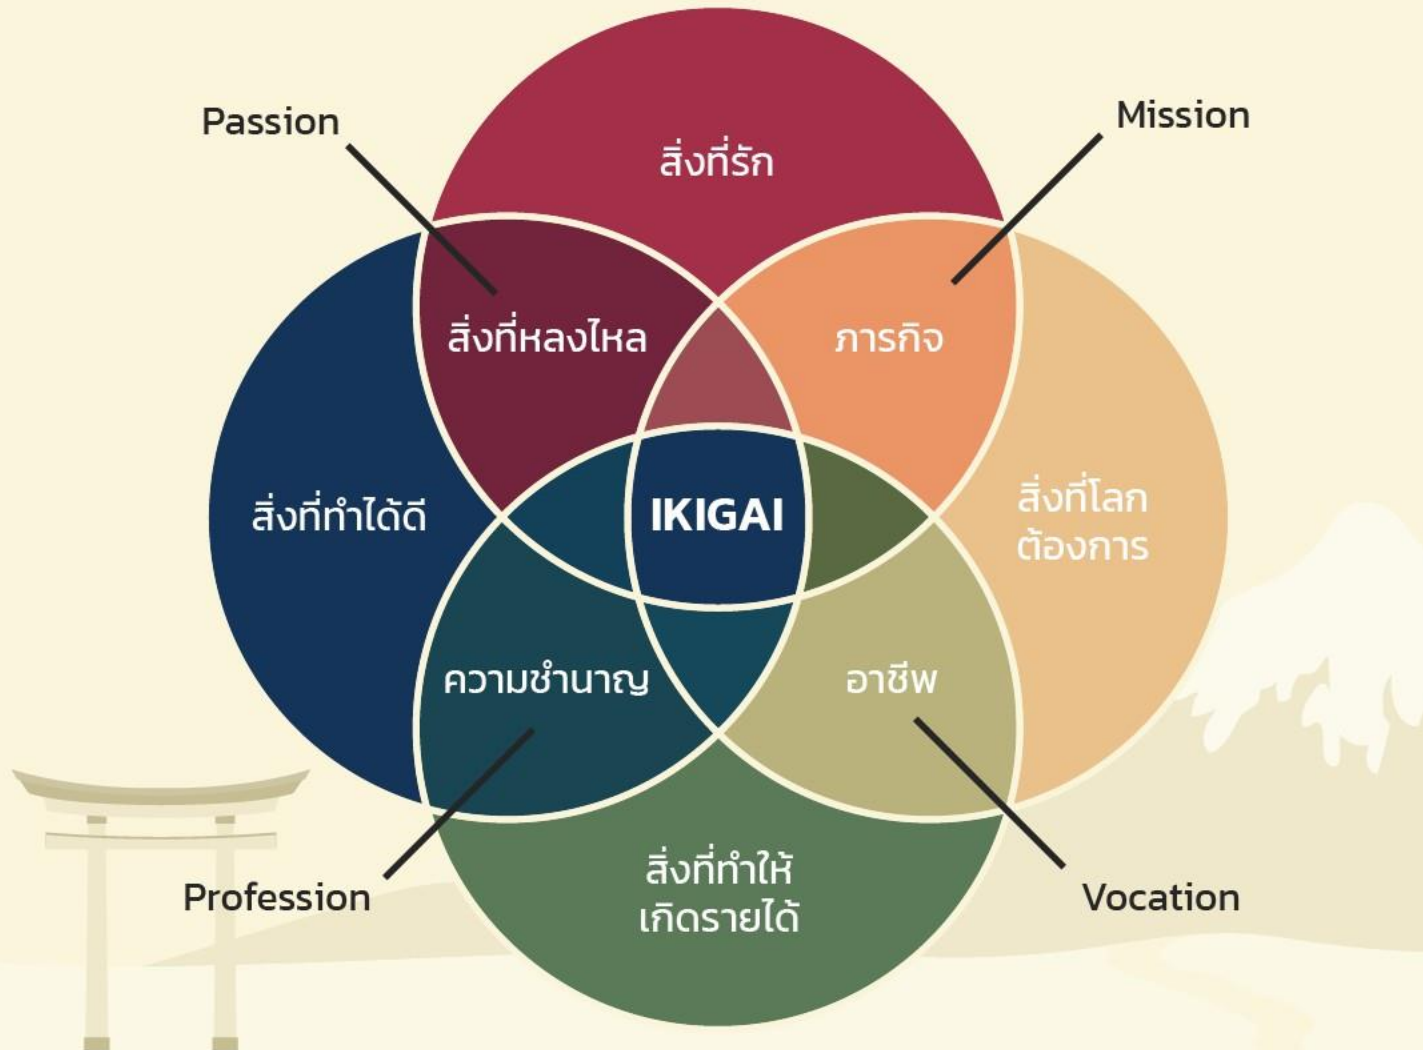 Passion
Mission
สิ่งที่รัก
สิ่งที่หลงไหล
ภารกิจ
สิ่งที่ทำได้ดี
IKIGAI
สิ่งที่โลก
ต้องการ
ความชำนาญ
อาชีพ
Profession
สิ่งที่ทำให้
เกิดรายได้
Vocation